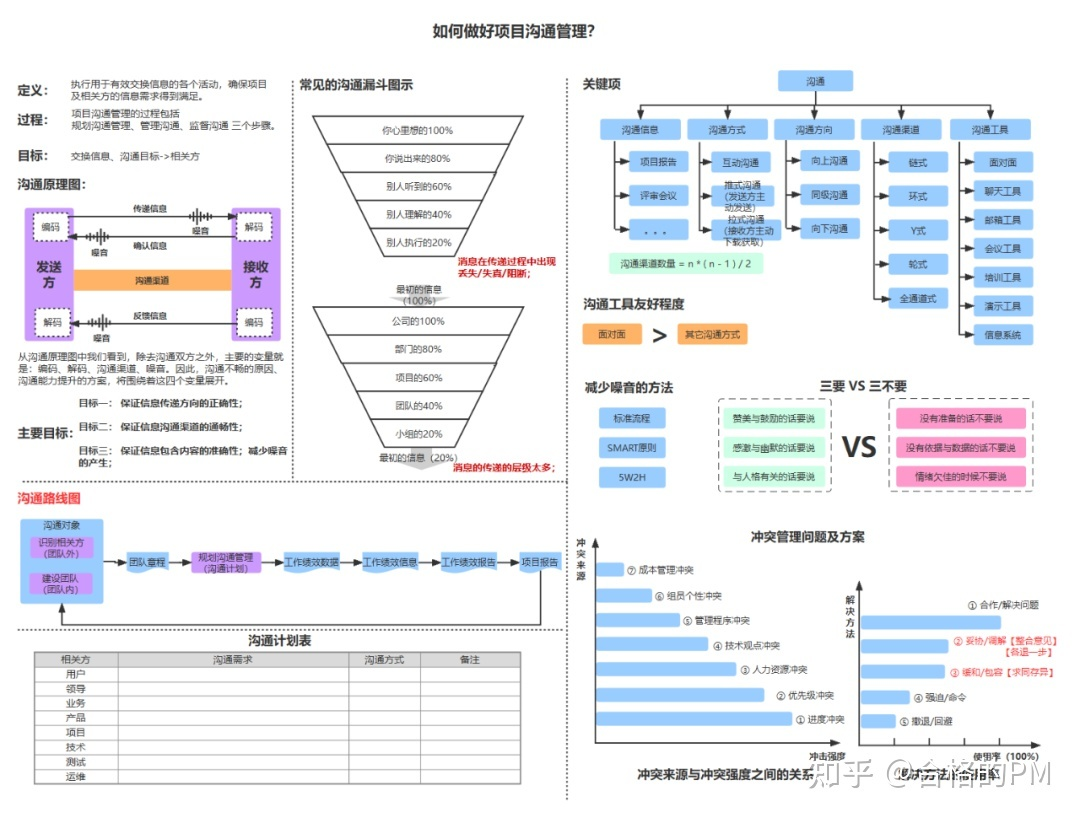 如何做好项目沟通管理?
定义:
执行用于有效交换信息的各个活动，确保项目
及相关方的信息需求得到满足。
过程:
项目沟通管理的过程包括
规划沟通管理、管理沟通、监督沟通 三个步骤。
目标:
交换信息、沟通目标->相关方
沟通原理图:
编码
传递信息
噪音
解码
噪音
确认信息
发送
方
沟通渠道
接收
方
解码
反馈信息
噪音
编码
从沟通原理图中我们看到，除去沟通双方之外，主要的变量就
是：编码、解码、沟通渠道、噪音。因此，沟通不畅的原因、
沟通能力提升的方案，将围绕着这四个变量展开。
主要目标:
目标一： 保证信息传递方向的正确性；
目标二： 保证信息沟通渠道的通畅性；
目标三： 保证信息包含内容的准确性；减少噪音
的产生；
常见的沟通漏斗图示
你心里想的100%
你说出来的80%
别人听到的60%
别人理解的40%
别人执行的20%
消息在传递过程中出现
丢失/失真/阻断；
最初的信息
(100%)
公司的100%
部门的80%
项目的60%
团队的40%
小组的20%
最初的信息（20%）
消息的传递的层级太多；
沟通路线图
沟通对象
识别相关方
(团队外)
建设团队
(团队内)
团队章程
规划沟通管理
(沟通计划)
工作绩效数据
工作绩效信息
工作绩效报告
项目报告
沟通计划表
相关方 沟通需求 沟通方式 备注
用户
领导
业务
产品
项目
技术
测试
运维
关键项
沟通
沟通信息
沟通方式
沟通方向
沟通渠道
沟通工具
项目报告
评审会议
. . .
互动沟通
推式沟通
（发送方主
动发送）
拉式沟通
（接收方主动
下载获取）
向上沟通
同级沟通
向下沟通
链式
环式
Y式
轮式
全通道式
面对面
聊天工具
邮箱工具
会议工具
培训工具
演示工具
信息系统
沟通渠道数量 = n * ( n - 1 ) / 2
沟通工具友好程度
面对面
>
其它沟通方式
减少噪音的方法
标准流程
SMART原则
5W2H
三要 VS 三不要
赞美与鼓励的话要说
感激与幽默的话要说
与人格有关的话要说
VS
没有准备的话不要说
没有依据与数据的话不要说
情绪欠佳的时候不要说
冲突管理问题及方案
冲突来源
⑦ 成本管理冲突
⑥ 组员个性冲突
⑤ 管理程序冲突
④ 技术观点冲突
③ 人力资源冲突
② 优先级冲突
① 进度冲突
冲击强度
冲突来源与冲突强度之间的关系
解决方法
① 合作/解决问题
② 妥协/调解【整合意见】
【各退一步】
③ 缓和/包容【求同存异】
④ 强迫/命令
⑤ 撤退/回避
使用率（100%）
解决方法的使用率
知乎 @合格的PM